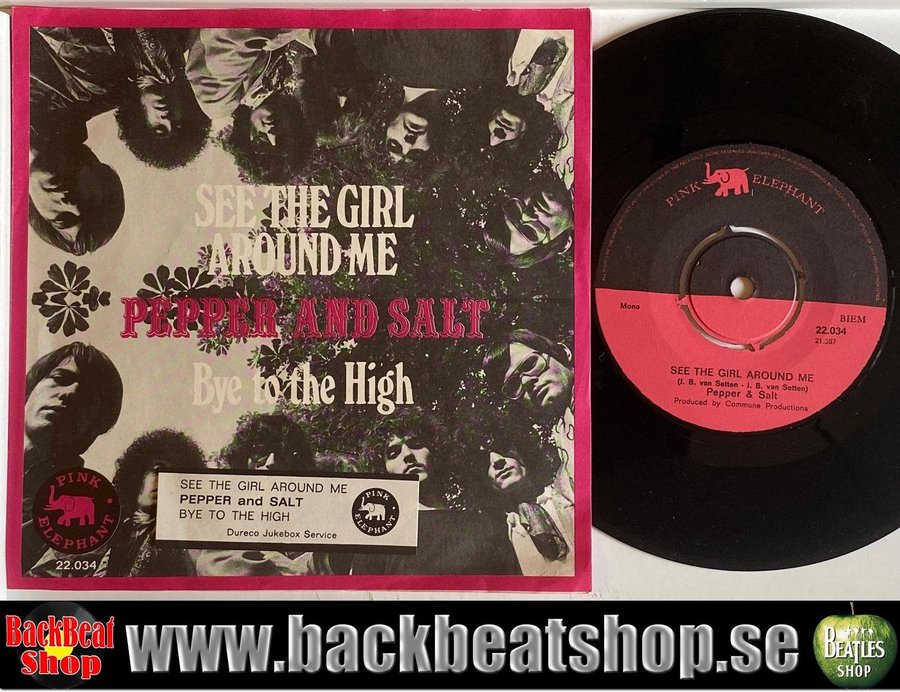 SEE THE GIRL
AROUND ME
PEPPER AND SALT
Bye to the High
PINK
ELEPHANT
22.034
SEE THE GIRL AROUND ME
PEPPER and SALT
BYE TO THE HIGH
Dureco Jukebox Service
PINK
ELEPHANT
PINK ELEPHANT
Mono
BIEM
22.034
SEE THE GIRL AROUND ME
(J. B. van Setten - J. B. van Setten)
Pepper & Salt
Produced by Commune Productions
BackBeat
Shop
www.backbeatshop.se
BEATLES
SHOP